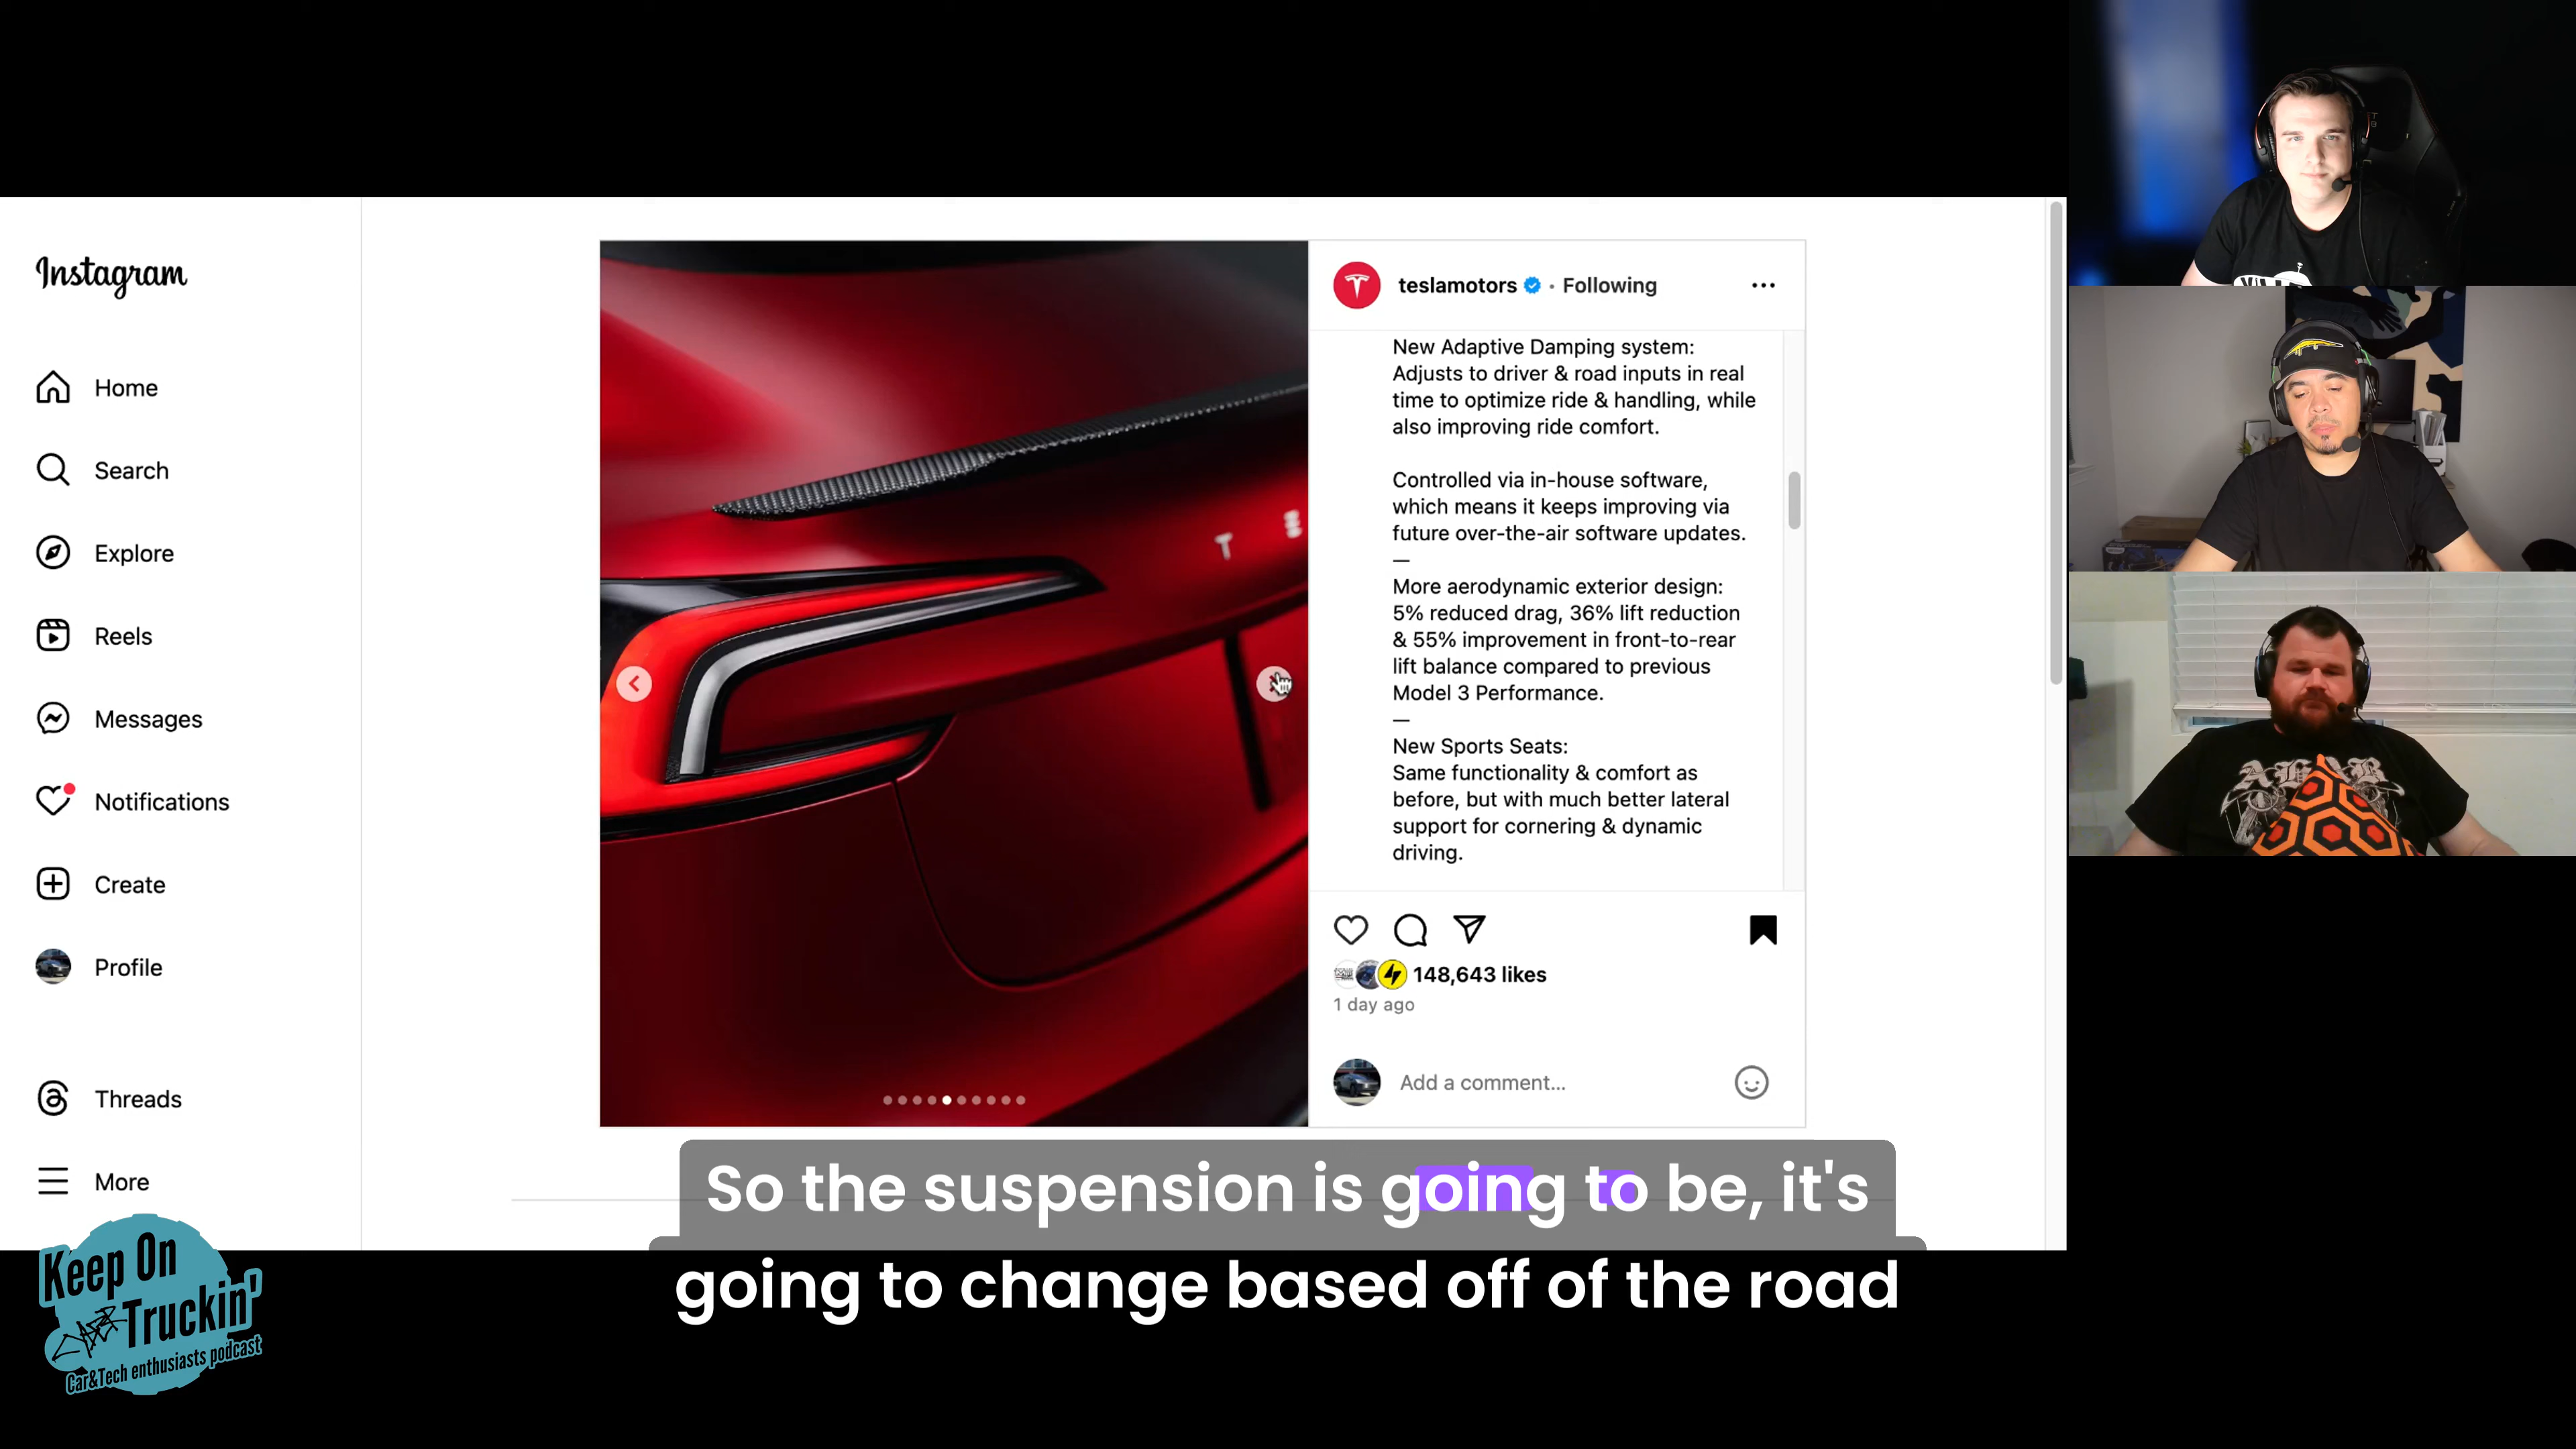 Instagram
Home
Search
Explore
Reels
Messages
Notifications
Create
Profile
Threads
More
T E
teslamotors • Following
New Adaptive Damping system:
Adjusts to driver & road inputs in real
time to optimize ride & handling, while
also improving ride comfort.
Controlled via in-house software,
which means it keeps improving via
future over-the-air software updates.
—
More aerodynamic exterior design:
5% reduced drag, 36% lift reduction
& 55% improvement in front-to-rear
lift balance compared to previous
Model 3 Performance.
—
New Sports Seats:
Same functionality & comfort as
before, but with much better lateral
support for cornering & dynamic
driving.
148,643 likes
1 day ago
Add a comment...
So the suspension is going to be, it's
going to change based off of the road
Keep On
Truckin'
Car&Tech enthusiasts podcast